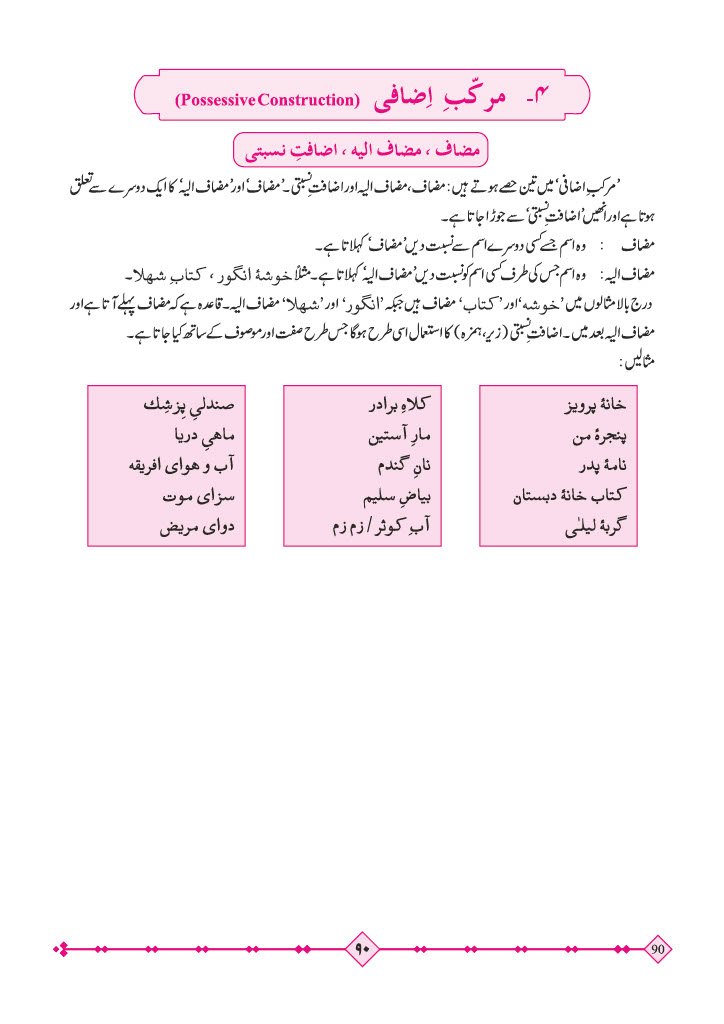 ۴- مرکّبِ اِضافی (Possessive Construction)
مضاف ، مضاف الیه ، اضافتِ نسبتی
’مرکبِ اضافی‘ میں تین حصے ہوتے ہیں: مضاف، مضاف الیہ اور اضافتِ نسبتی۔ ’مضاف‘ اور ’مضاف الیہ‘ کا ایک دوسرے سے تعلق
ہوتا ہے اور انھیں ’اضافتِ نسبتی‘ سے جوڑا جاتا ہے۔
مضاف : وہ اسم جسے کسی دوسرے اسم سے نسبت دیں ’مضاف‘ کہلاتا ہے۔
مضاف الیہ: وہ اسم جس کی طرف کسی اسم کو نسبت دیں ’مضاف الیہ‘ کہلاتا ہے۔ مثلاً خوشۂ انگور ، کتابِ شهلا۔
درج بالا مثالوں میں ’خوشه‘ اور ’کتاب‘ مضاف ہیں جبکہ ’انگور‘ اور ’شهلا‘ مضاف الیہ۔ قاعدہ ہے کہ مضاف پہلے آتا ہے اور
مضاف الیہ بعد میں۔ اضافتِ نسبتی (زیر، ہمزہ) کا استعمال اسی طرح ہوگا جس طرح صفت اور موصوف کے ساتھ کیا جاتا ہے۔
مثالیں:
خانۂ پرویز
پنجرۂ من
نامۂ پدر
کتاب خانۂ دبستان
گربۂ لیلیٰ
کلاهِ برادر
مارِ آستین
نانِ گندم
بیاضِ سلیم
آبِ کوثر / زم زم
صندلیِ پِزشِك
ماهیِ دریا
آب و هوای افریقه
سزای موت
دوای مریض
۹۰
90